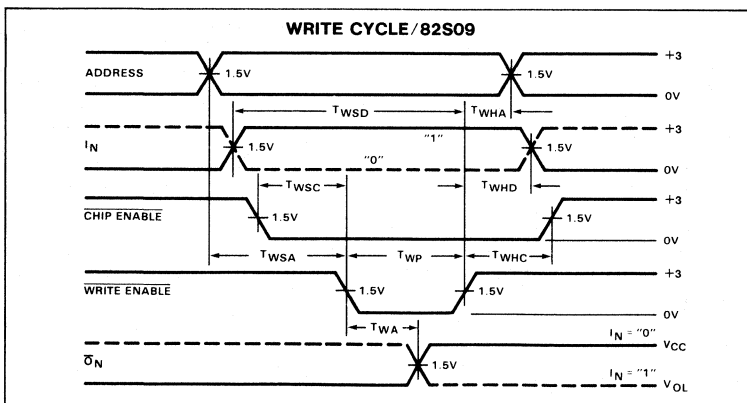 WRITE CYCLE/82S09
ADDRESS
1.5V
1.5V
+3
0V
TWSD
TWHA
IN
1.5V
"1"
"0"
1.5V
+3
0V
TWSC
TWHD
CHIP ENABLE
1.5V
1.5V
+3
0V
TWSA
TWP
TWHC
WRITE ENABLE
1.5V
1.5V
+3
0V
TWA
IN = "0"
ON
1.5V
VCC
IN = "1"
VOL